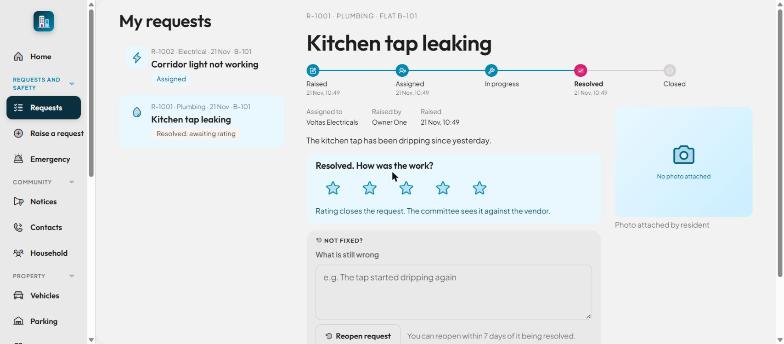 Home
REQUESTS AND SAFETY
Requests
Raise a request
Emergency
COMMUNITY
Notices
Contacts
Household
PROPERTY
Vehicles
Parking
My requests
R-1002 · Electrical · 21 Nov · B-101
Corridor light not working
Assigned
R-1001 · Plumbing · 21 Nov · B-101
Kitchen tap leaking
Resolved: awaiting rating
R-1001 · PLUMBING · FLAT B-101
Kitchen tap leaking
Raised
21 Nov, 10:49
Assigned
21 Nov, 10:49
In progress
Resolved
21 Nov, 10:49
Closed
Assigned to
Voltas Electricals
Raised by
Owner One
Raised
21 Nov, 10:49
The kitchen tap has been dripping since yesterday.
Resolved. How was the work?
Rating closes the request. The committee sees it against the vendor.
NOT FIXED?
What is still wrong
e.g. The tap started dripping again
Reopen request
You can reopen within 7 days of it being resolved.
No photo attached
Photo attached by resident